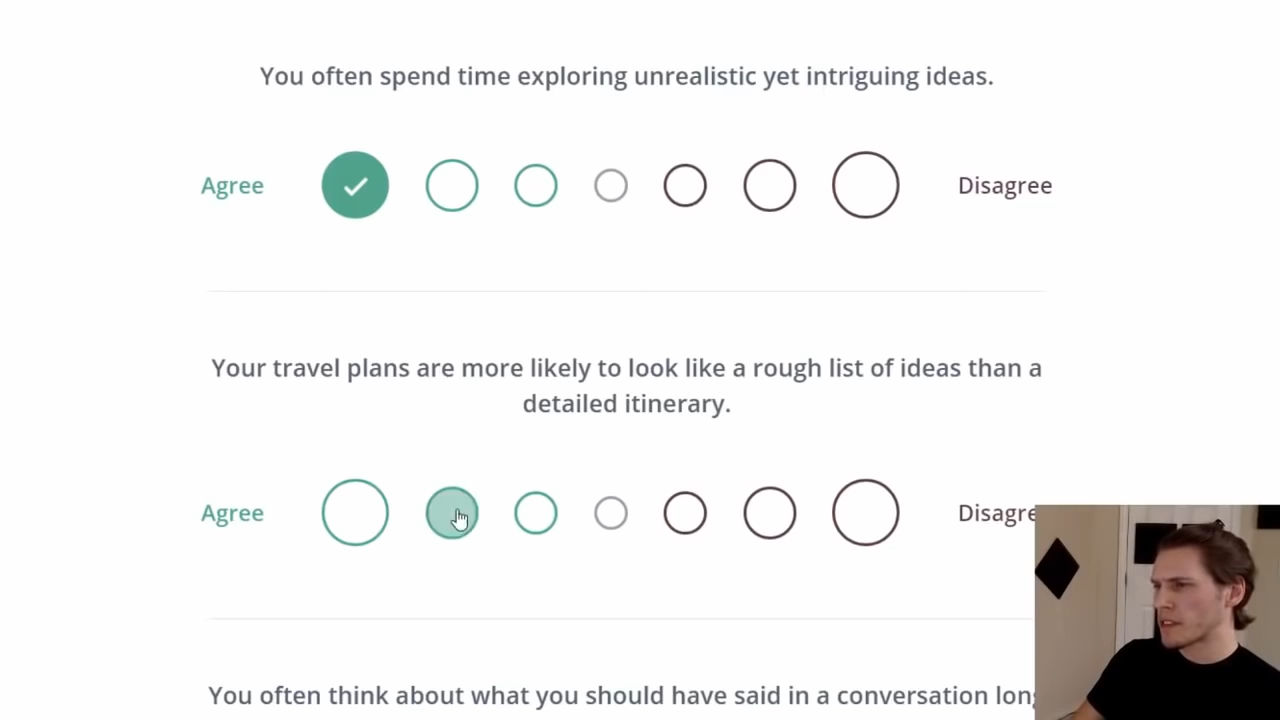 You often spend time exploring unrealistic yet intriguing ideas.
Agree
Disagree
Your travel plans are more likely to look like a rough list of ideas than a
detailed itinerary.
Agree
Disagre
You often think about what you should have said in a conversation